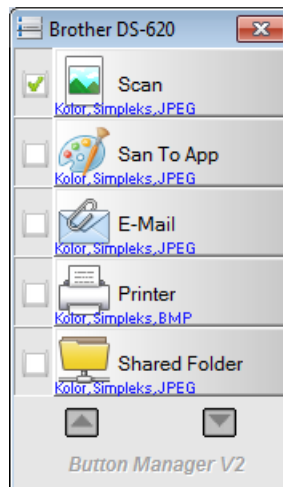 Brother DS-620
Scan
Kolor,Simpleks,JPEG
San To App
Kolor,Simpleks,JPEG
E-Mail
Kolor,Simpleks,JPEG
Printer
Kolor,Simpleks,BMP
Shared Folder
Kolor,Simpleks,JPEG
Button Manager V2